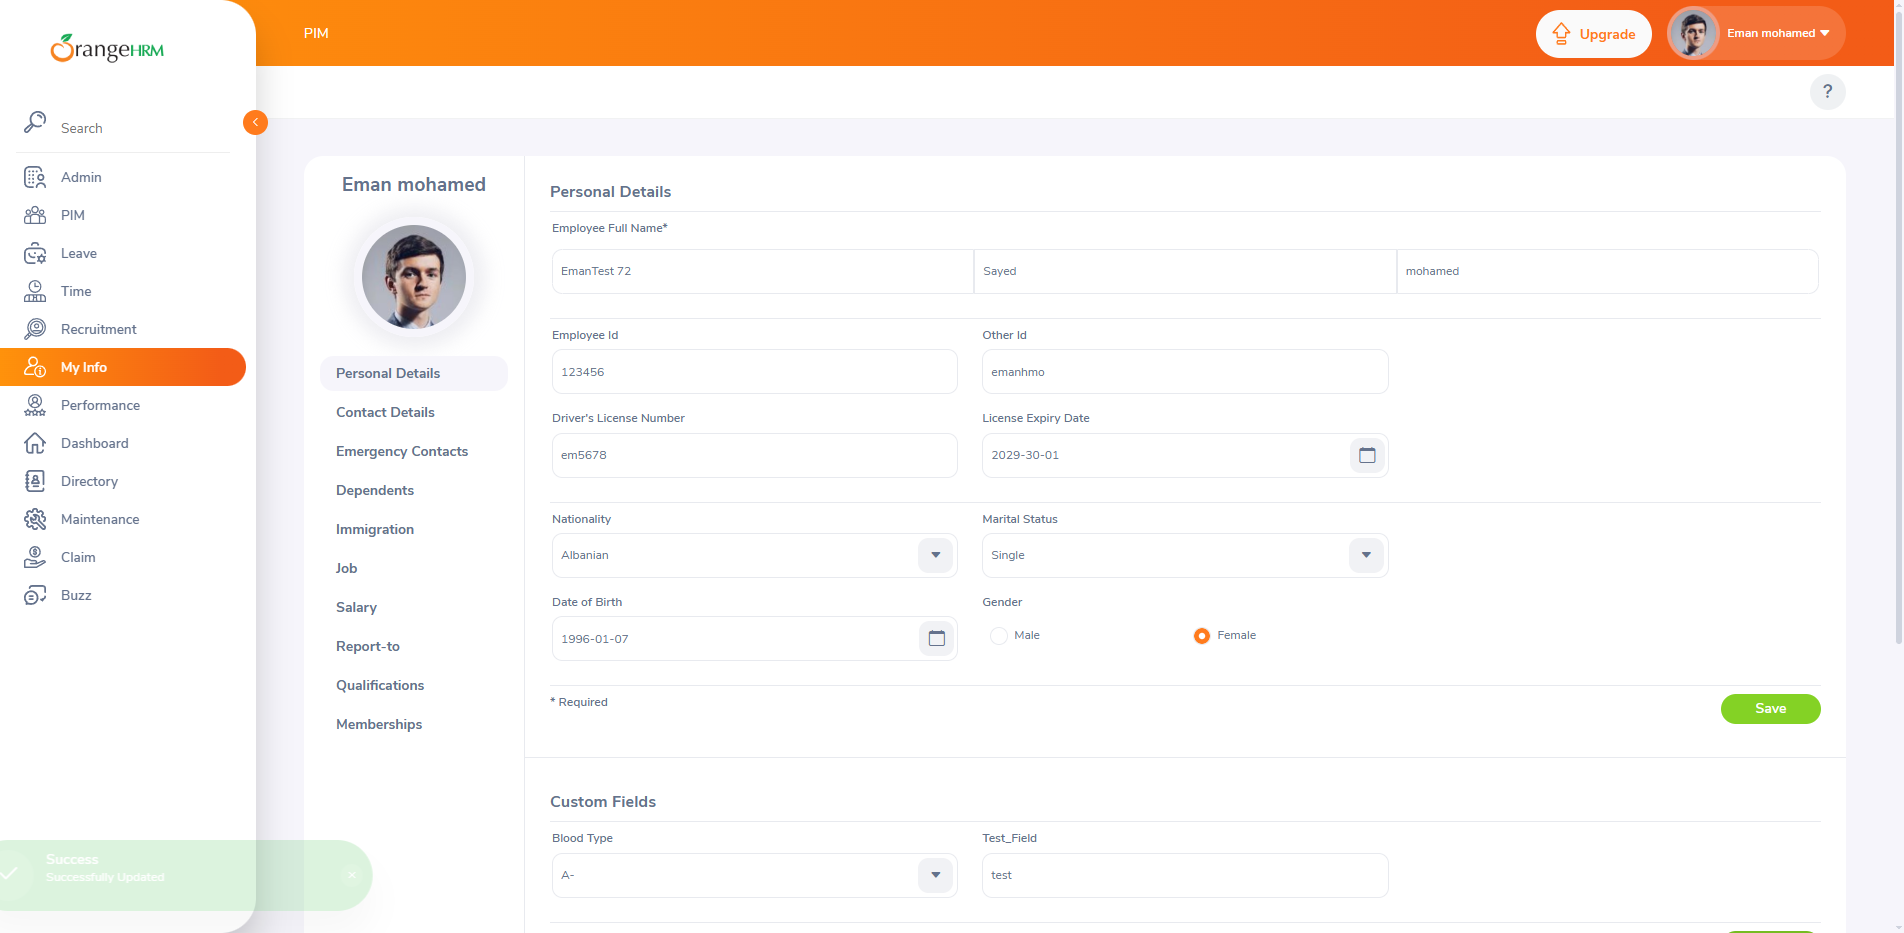 OrangeHRM
PIM
Upgrade
Eman mohamed
?
Search
Admin
PIM
Leave
Time
Recruitment
My Info
Performance
Dashboard
Directory
Maintenance
Claim
Buzz
Eman mohamed
Personal Details
Contact Details
Emergency Contacts
Dependents
Immigration
Job
Salary
Report-to
Qualifications
Memberships
Personal Details
Employee Full Name*
EmanTest 72 Sayed mohamed
Employee Id Other Id
123456 emanhmo
Driver's License Number License Expiry Date
em5678 2029-30-01
Nationality Marital Status
Albanian Single
Date of Birth Gender
1996-01-07 Male Female
* Required
Save
Custom Fields
Blood Type Test_Field
A- test
Success
Successfully Updated